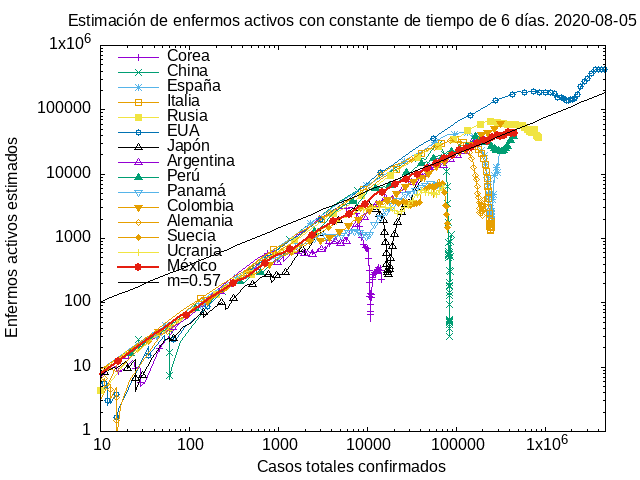 Estimación de enfermos activos con constante de tiempo de 6 días. 2020-08-05
1x10^6
100000
10000
1000
100
10
1
Enfermos activos estimados
Corea
China
España
Italia
Rusia
EUA
Japón
Argentina
Perú
Panamá
Colombia
Alemania
Suecia
Ucrania
México
m=0.57
10 100 1000 10000 100000 1x10^6
Casos totales confirmados